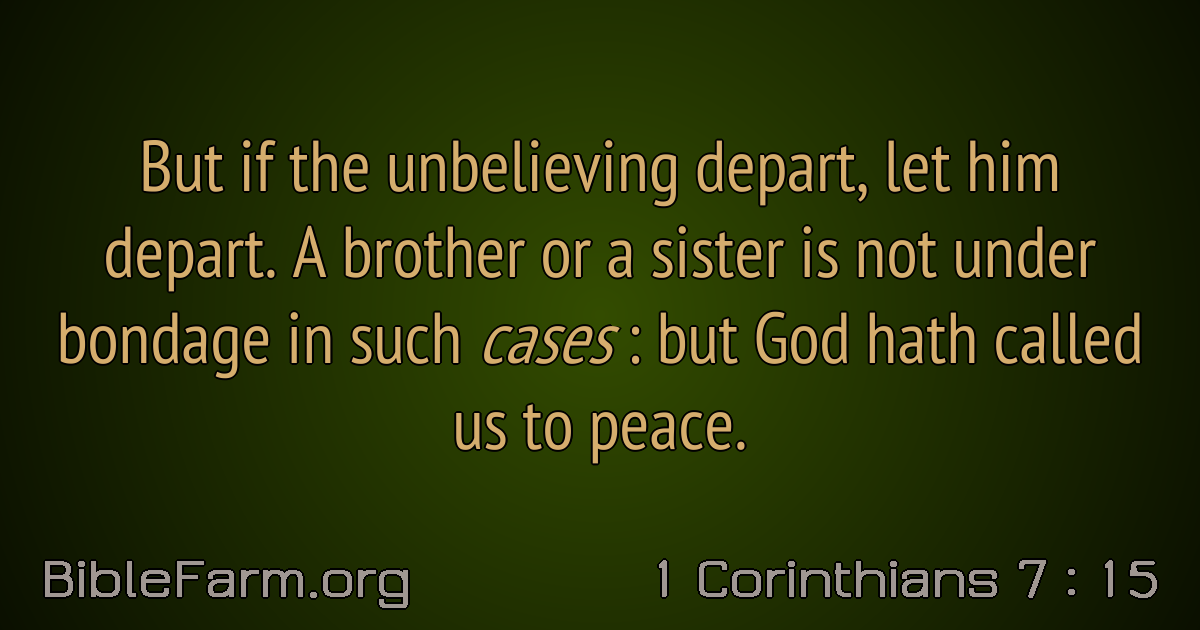 But if the unbelieving depart, let him
depart. A brother or a sister is not under
bondage in such cases : but God hath called
us to peace.
BibleFarm.org
1 Corinthians 7 : 15